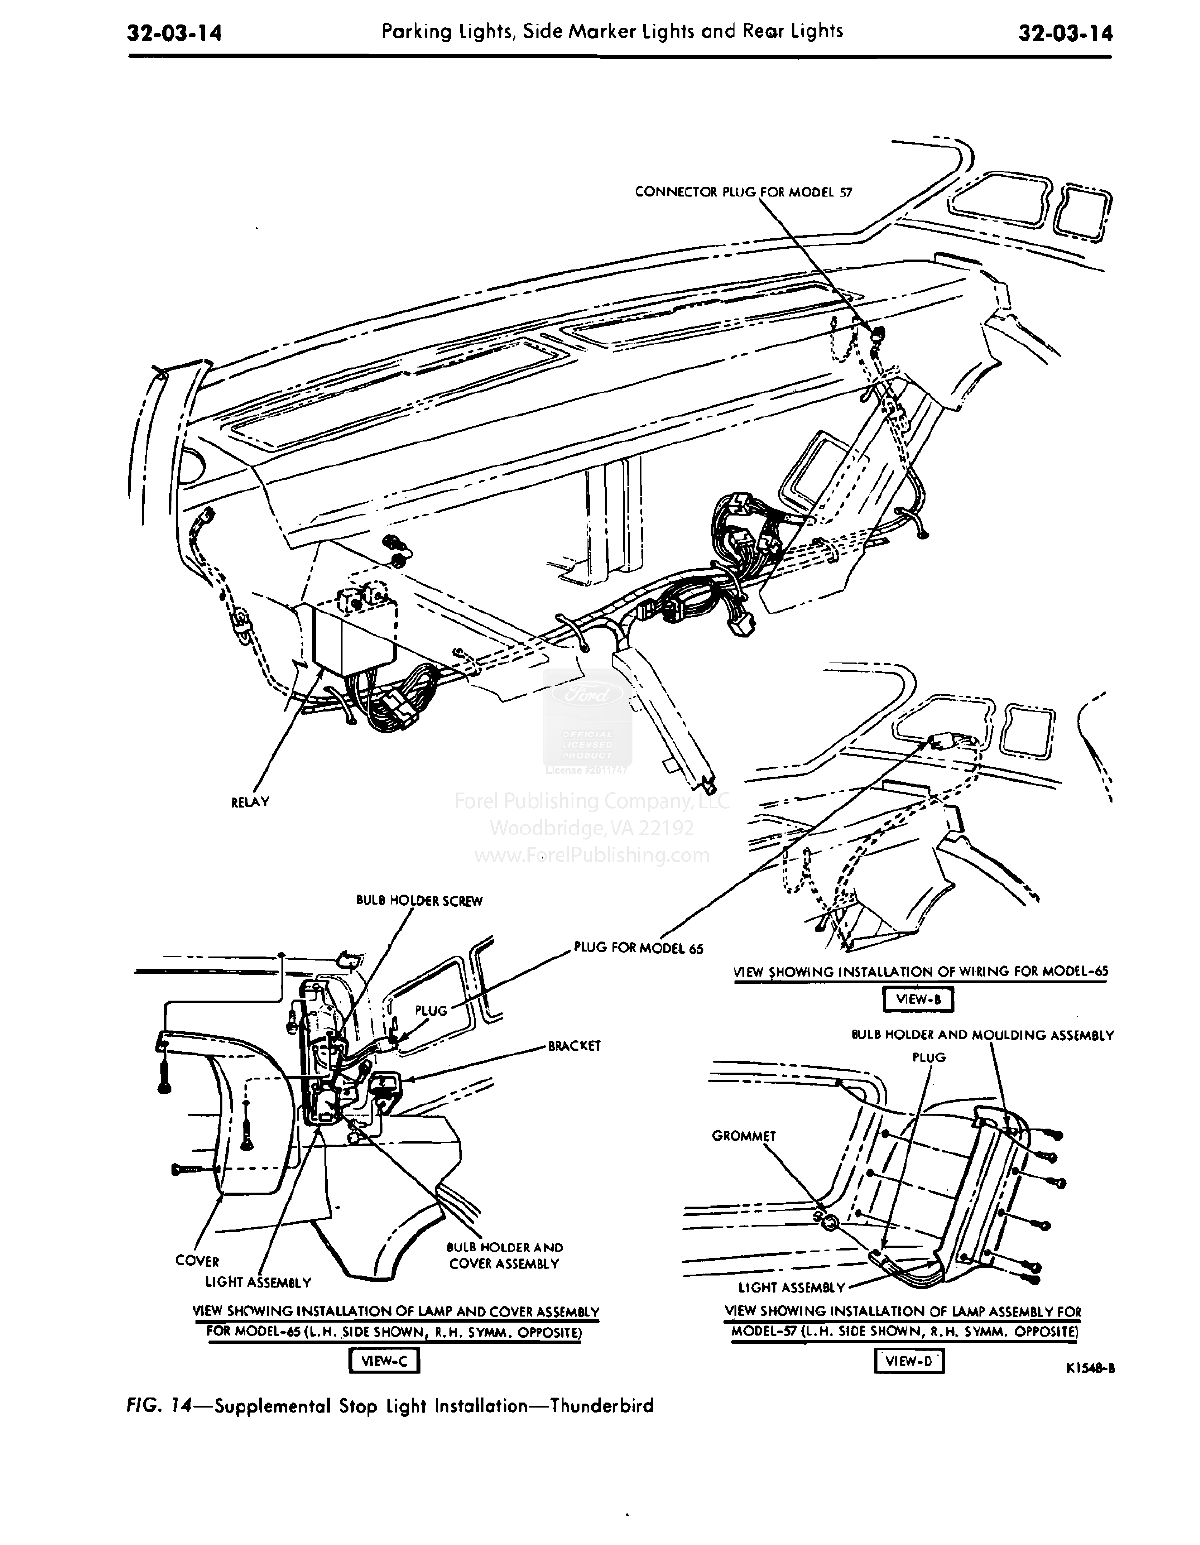 32-03-14
Parking Lights, Side Marker Lights and Rear Lights
32-03-14
CONNECTOR PLUG FOR MODEL 57
RELAY
Ford
OFFICIAL
LICENSED
PRODUCT
License #2011747
Forel Publishing Company, LLC
Woodbridge, VA 22192
www.ForelPublishing.com
BULB HOLDER SCREW
PLUG FOR MODEL 65
VIEW SHOWING INSTALLATION OF WIRING FOR MODEL-65
VIEW-B
PLUG
BRACKET
COVER
LIGHT ASSEMBLY
BULB HOLDER AND
COVER ASSEMBLY
VIEW SHOWING INSTALLATION OF LAMP AND COVER ASSEMBLY
FOR MODEL-65 (L.H. SIDE SHOWN, R.H. SYMM. OPPOSITE)
VIEW-C
BULB HOLDER AND MOULDING ASSEMBLY
PLUG
GROMMET
LIGHT ASSEMBLY
VIEW SHOWING INSTALLATION OF LAMP ASSEMBLY FOR
MODEL-57 (L.H. SIDE SHOWN, R.H. SYMM. OPPOSITE)
VIEW-D
K1548-B
FIG. 14—Supplemental Stop Light Installation—Thunderbird